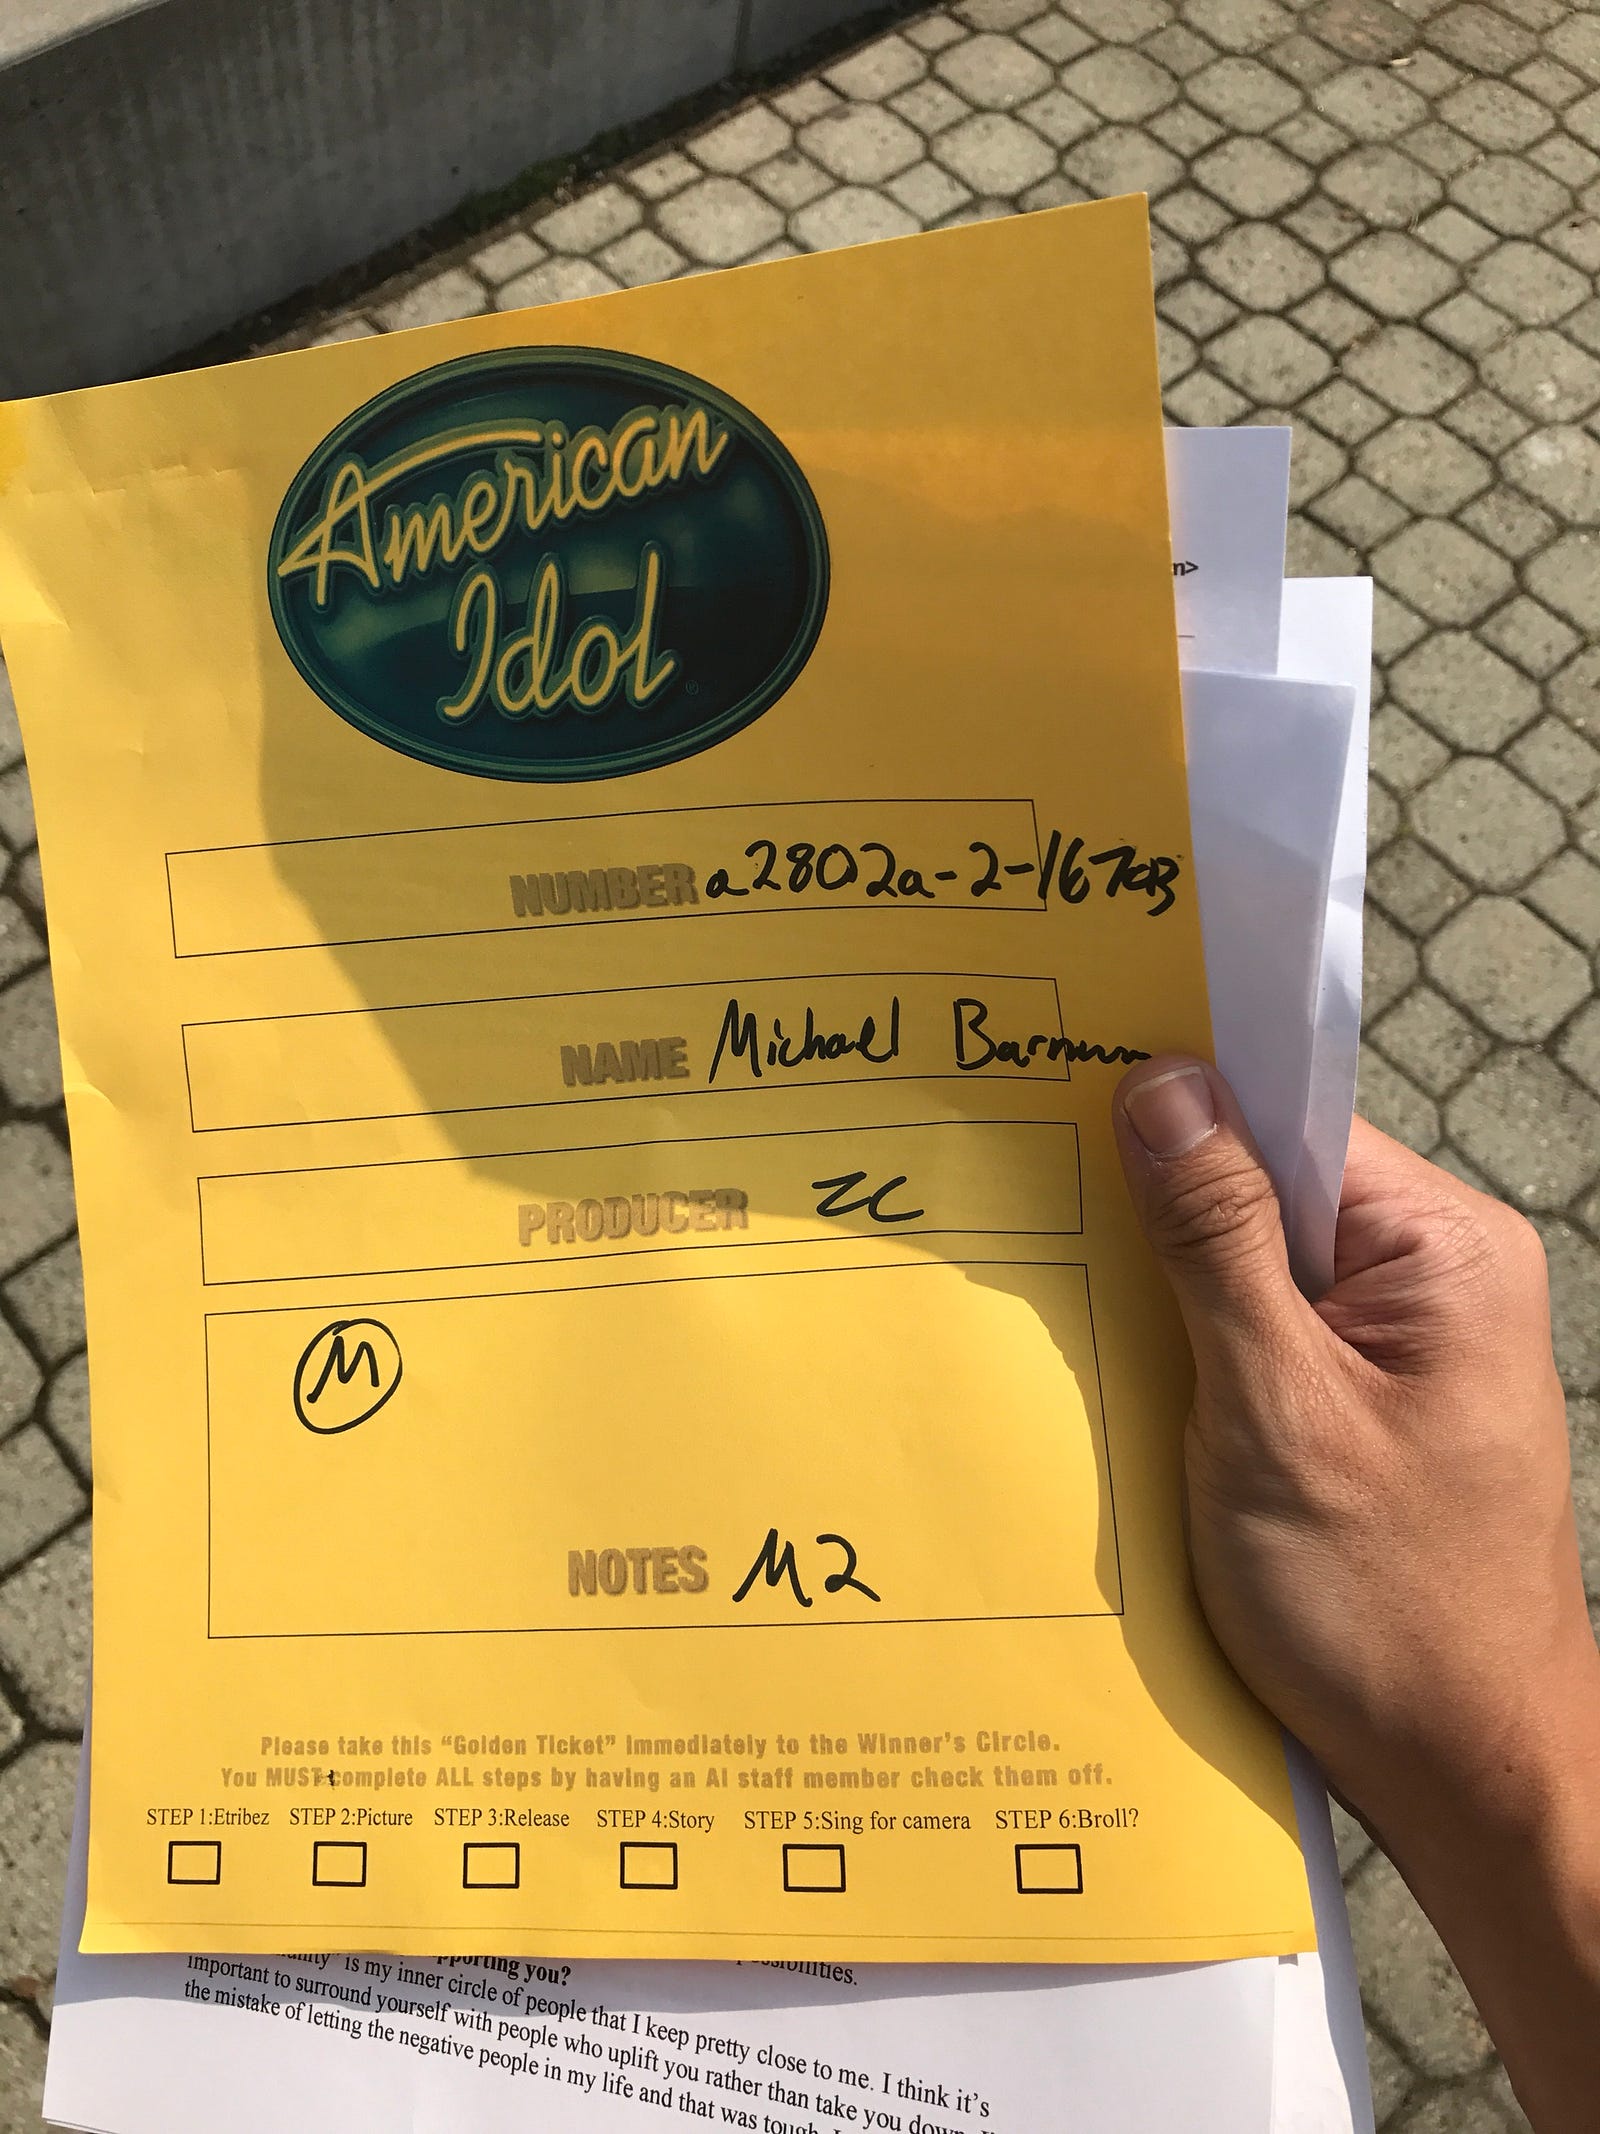 American
Idol
®
n>
NUMBER a2802a-2-167
NAME Michael Barnum
PRODUCER ZC
M
NOTES M2
Please take this "Golden Ticket" immediately to the Winner's Circle.
You MUST complete ALL steps by having an AI staff member check them off.
STEP 1:Etribez STEP 2:Picture STEP 3:Release STEP 4:Story STEP 5:Sing for camera STEP 6:Broll?
pporting you?
is my inner circle of people that I keep pretty close to me. I think it's
important to surround yourself with people who uplift you rather than take you down.
the mistake of letting the negative people in my life and that was tough.